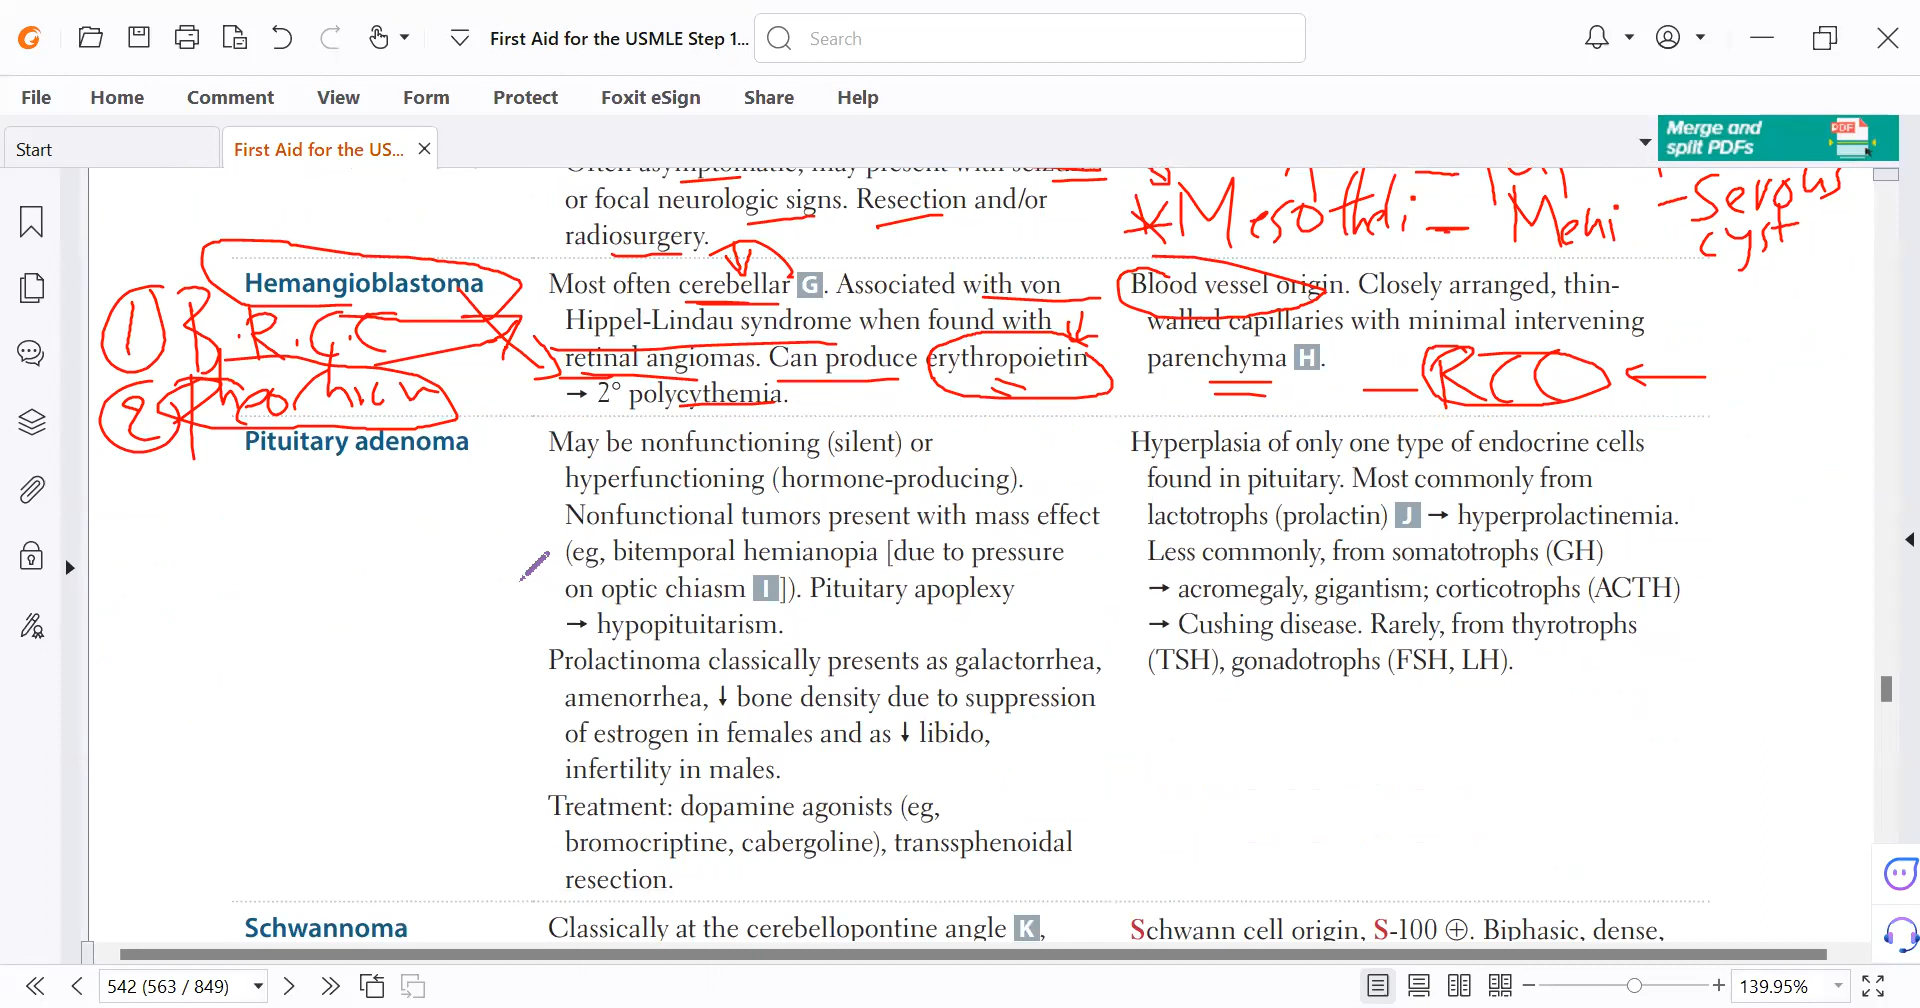 First Aid for the USMLE Step 1...
Search
File Home Comment View Form Protect Foxit eSign Share Help
Start
First Aid for the US...
Merge and
split PDFs
Often asymptomatic, may present with seizures
or focal neurologic signs. Resection and/or
radiosurgery.
Mesotheli
Meni
- Serous
cyst
Hemangioblastoma
Most often cerebellar G. Associated with von
Hippel-Lindau syndrome when found with
retinal angiomas. Can produce erythropoietin
→ 2° polycythemia.
Blood vessel origin. Closely arranged, thin-
walled capillaries with minimal intervening
parenchyma H.
RCC
① R.R.C.C
②
Pituitary adenoma
May be nonfunctioning (silent) or
hyperfunctioning (hormone-producing).
Nonfunctional tumors present with mass effect
(eg, bitemporal hemianopia [due to pressure
on optic chiasm I]). Pituitary apoplexy
→ hypopituitarism.
Prolactinoma classically presents as galactorrhea,
amenorrhea, ↓ bone density due to suppression
of estrogen in females and as ↓ libido,
infertility in males.
Treatment: dopamine agonists (eg,
bromocriptine, cabergoline), transsphenoidal
resection.
Hyperplasia of only one type of endocrine cells
found in pituitary. Most commonly from
lactotrophs (prolactin) J → hyperprolactinemia.
Less commonly, from somatotrophs (GH)
→ acromegaly, gigantism; corticotrophs (ACTH)
→ Cushing disease. Rarely, from thyrotrophs
(TSH), gonadotrophs (FSH, LH).
Schwannoma
Classically at the cerebellopontine angle K,
Schwann cell origin, S-100 ⊕. Biphasic, dense,
542 (563 / 849)
139.95%